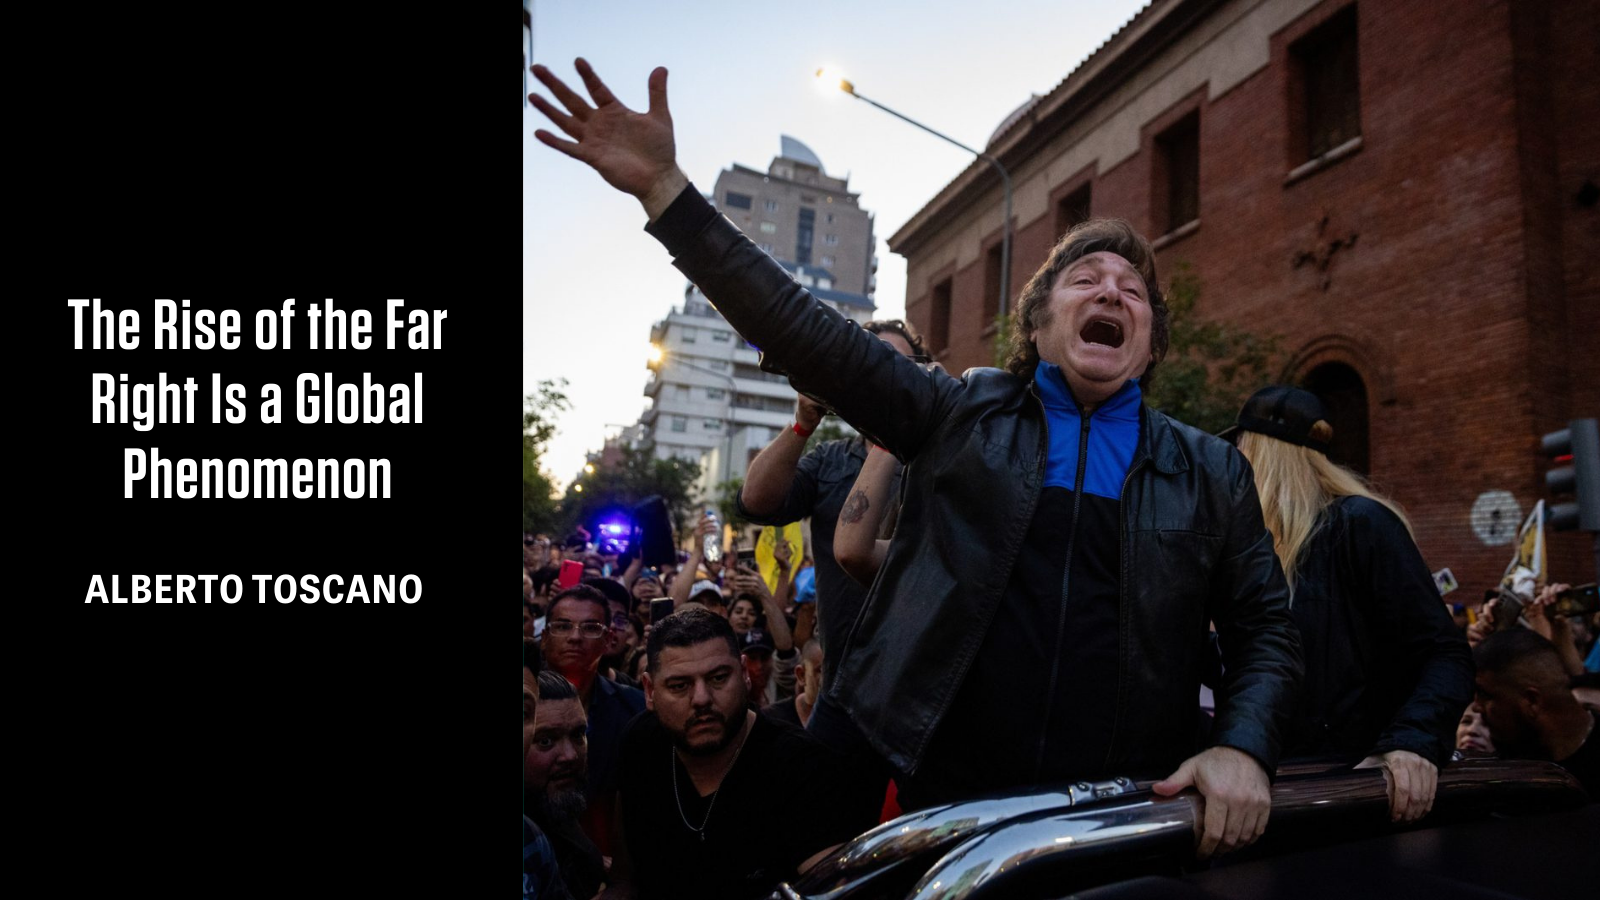 The Rise of the Far
Right Is a Global
Phenomenon
ALBERTO TOSCANO